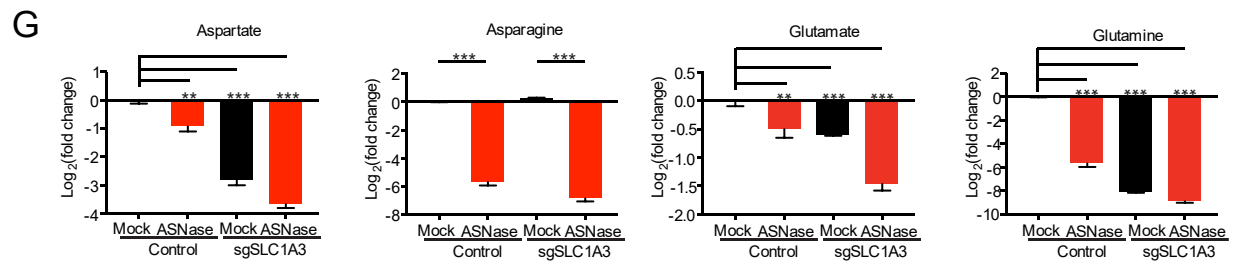 G
Aspartate
Log2(fold change)
1
0
-1
-2
-3
-4
** *** ***
Mock ASNase Mock ASNase
Control sgSLC1A3
Asparagine
Log2(fold change)
2
0
-2
-4
-6
-8
*** ***
Mock ASNase Mock ASNase
Control sgSLC1A3
Glutamate
Log2(fold change)
0.5
0.0
-0.5
-1.0
-1.5
-2.0
** *** ***
Mock ASNase Mock ASNase
Control sgSLC1A3
Glutamine
Log2(fold change)
2
0
-2
-4
-6
-8
-10
*** *** ***
Mock ASNase Mock ASNase
Control sgSLC1A3